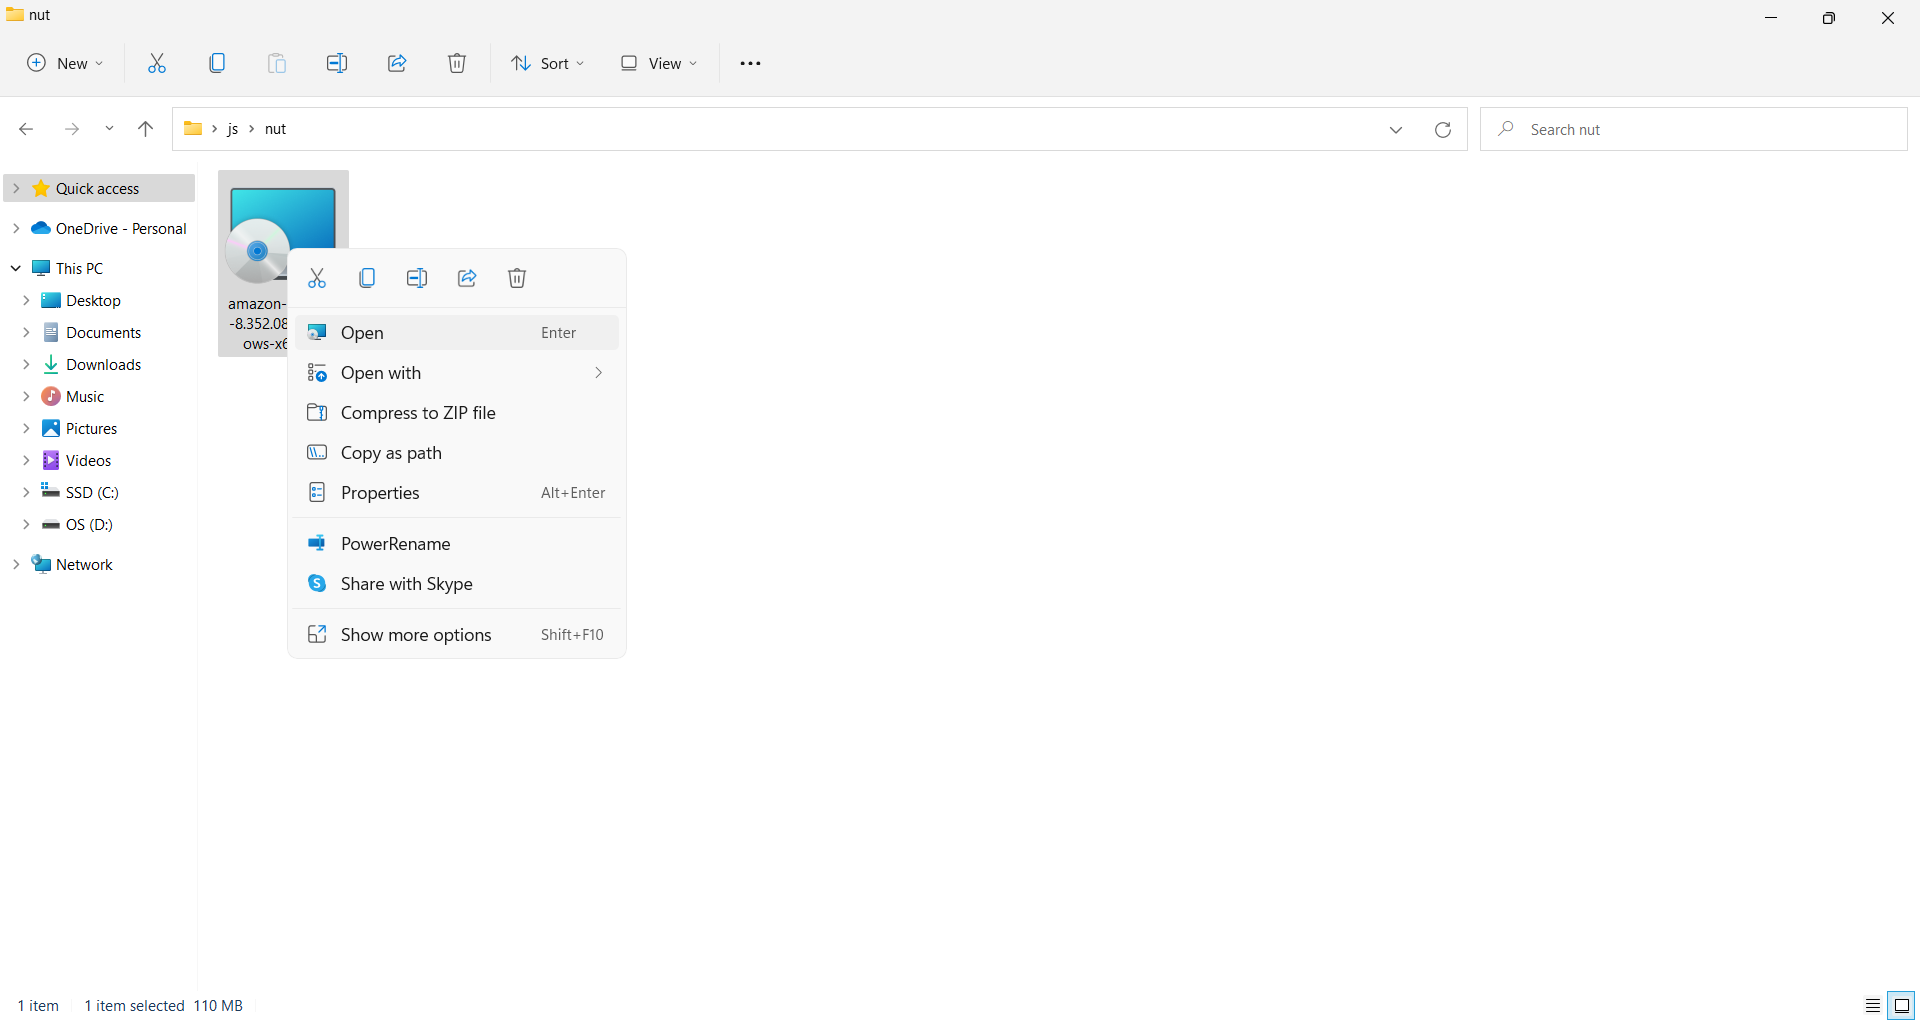 nut
New
Sort
View
js
nut
Search nut
Quick access
OneDrive - Personal
This PC
Desktop
Documents
Downloads
Music
Pictures
Videos
SSD (C:)
OS (D:)
Network
amazon-
-8.352.08
ows-x6
Open Enter
Open with
Compress to ZIP file
Copy as path
Properties Alt+Enter
PowerRename
Share with Skype
Show more options Shift+F10
1 item 1 item selected 110 MB